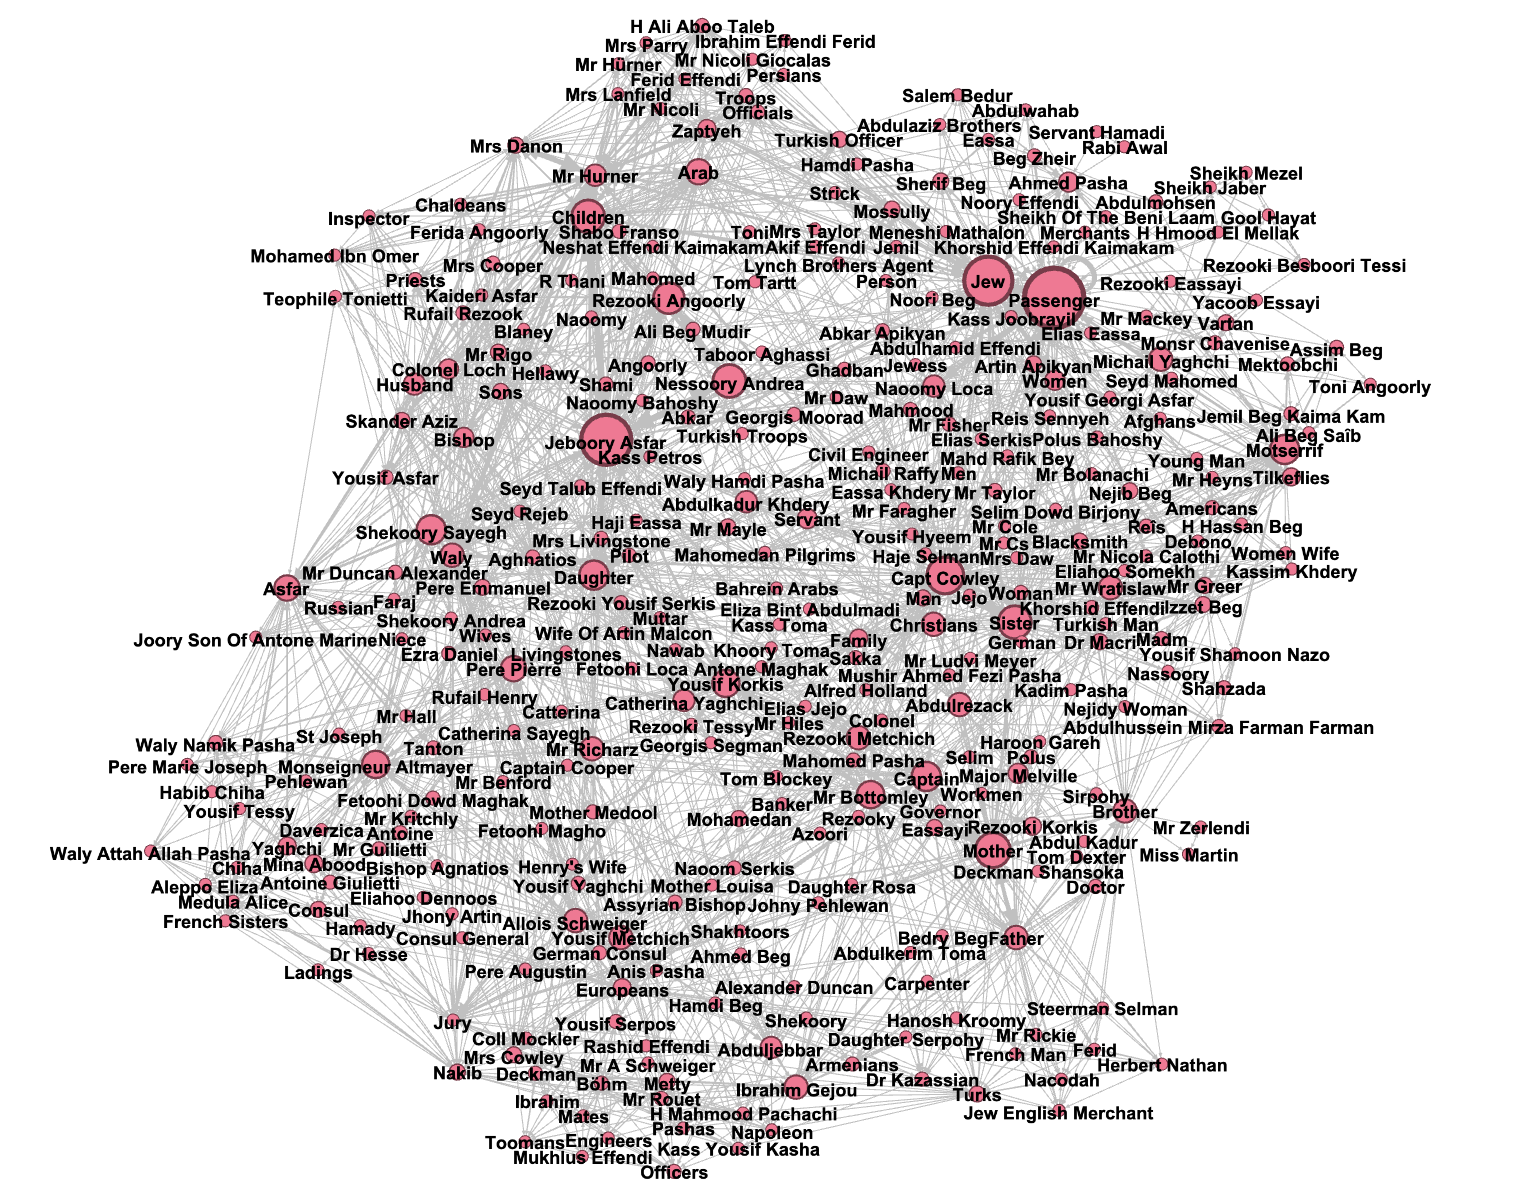 H Ali Aboo Taleb
Mrs Parry
Ibrahim Effendi Ferid
Mr Hürner
Mr Nicoli Giocalas
Ferid Effendi
Persians
Mrs Lanfield
Troops
Mr Nicoli
Officials
Zaptyeh
Salem Bedur
Abdulwahab
Abdulaziz Brothers
Servant Hamadi
Turkish Officer
Eassa
Rabi Awal
Mrs Danon
Beg Zheir
Hamdi Pasha
Mr Hurner
Arab
Sheikh Mezel
Sherif Beg
Ahmed Pasha
Sheikh Jaber
Strick
Noory Effendi
Abdulmohsen
Chaldeans
Mossully
Inspector
Children
Sheikh Of The Beni Laam
Gool Hayat
Ferida Angoorly
Shabo Franso
Toni
Mrs Taylor
Meneshi Mathalon
Merchants
H Hmood El Mellak
Neshat Effendi Kaimakam
Akif Effendi
Jemil
Khorshid Effendi Kaimakam
Mohamed Ibn Omer
Mrs Cooper
Lynch Brothers Agent
Rezooki Besboori Tessi
Priests
R Thani
Mahomed
Tom Tartt
Person
Jew
Rezooki Eassayi
Teophile Tonietti
Kaideri Asfar
Rezooki Angoorly
Noori Beg
Passenger
Yacoob Essayi
Rufail Rezook
Naoomy
Kass Joobrayil
Mr Mackey
Vartan
Blaney
Ali Beg Mudir
Abkar Apikyan
Elias Eassa
Monsr Chavenise
Abdulhamid Effendi
Assim Beg
Mr Rigo
Taboor Aghassi
Michail Yaghchi
Mektoobchi
Colonel Loch
Hellawy
Angoorly
Ghadban
Jewess
Artin Apikyan
Husband
Shami
Nessoory Andrea
Naoomy Loca
Women
Seyd Mahomed
Toni Angoorly
Sons
Naoomy Bahoshy
Mr Daw
Yousif Georgi Asfar
Skander Aziz
Abkar
Georgis Moorad
Mahmood
Reis Sennyeh
Afghans
Jemil Beg Kaima Kam
Mr Fisher
Bishop
Jeboory Asfar
Turkish Troops
Elias Serkis
Polus Bahoshy
Ali Beg Saîb
Kass Petros
Civil Engineer
Mahd Rafik Bey
Young Man
Motserrif
Yousif Asfar
Waly Hamdi Pasha
Michail Raffy
Men
Mr Bolanachi
Mr Heyns
Tilkeflies
Seyd Talub Effendi
Eassa Khdery
Mr Taylor
Nejib Beg
Abdulkadur Khdery
Mr Faragher
Selim Dowd Birjony
Americans
Seyd Rejeb
Haji Eassa
Servant
Mr Cole
Reis
H Hassan Beg
Shekoory Sayegh
Mr Mayle
Yousif Hyeem
Mrs Livingstone
Mr Cs
Blacksmith
Debono
Waly
Aghnatios
Pilot
Mahomedan Pilgrims
Haje Selman
Mrs Daw
Mr Nicola Calothi
Women Wife
Mr Duncan Alexander
Daughter
Capt Cowley
Eliahoo Somekh
Kassim Khdery
Asfar
Pere Emmanuel
Bahrein Arabs
Woman
Mr Wratislaw
Mr Greer
Faraj
Rezooki Yousif Serkis
Man
Jejo
Russian
Eliza Bint Abdulmadi
Khorshid Effendi
Izzet Beg
Shekoory Andrea
Muttar
Kass Toma
Christians
Sister
Turkish Man
Joory Son Of Antone Marine
Niece
Wives
Wife Of Artin Malcon
Family
German
Dr Macri
Madm
Ezra Daniel
Livingstones
Nawab
Khoory Toma
Sakka
Mr Ludvi Meyer
Yousif Shamoon Nazo
Pere Pierre
Fetoohi Loca
Antone Maghak
Mushir Ahmed Fezi Pasha
Nassoory
Yousif Korkis
Alfred Holland
Kadim Pasha
Shahzada
Rufail Henry
Catherina Yaghchi
Elias Jejo
Abdulrezack
Nejidy Woman
Mr Hall
Catterina
Rezooki Tessy
Mr Hiles
Colonel
Abdulhussein
Mirza Farman Farman
St Joseph
Catherina Sayegh
Waly Namik Pasha
Tanton
Mr Richarz
Georgis Segman
Rezooki Metchich
Haroon Gareh
Pere Marie Joseph
Monseigneur Altmayer
Captain Cooper
Mahomed Pasha
Selim
Polus
Pehlewan
Mr Benford
Tom Blockey
Captain
Major Melville
Habib Chiha
Fetoohi Dowd Maghak
Mr Bottomley
Workmen
Sirpohy
Yousif Tessy
Mother Medool
Banker
Governor
Brother
Mr Kritchly
Mohamedan
Rezooky
Daverzica
Antoine
Fetoohi Magho
Azoori
Eassayi
Rezooki Korkis
Mr Zerlendi
Waly Attah Allah Pasha
Yaghchi
Mr Guilietti
Mother
Abdul Kadur
Miss Martin
Chiha
Mina Abood
Bishop Agnatios
Henry's Wife
Naoom Serkis
Tom Dexter
Deckman Shansoka
Aleppo Eliza
Antoine Giulietti
Yousif Yaghchi
Mother Louisa
Daughter Rosa
Doctor
Medula Alice
Consul
Eliahoo Dennoos
Assyrian Bishop
Johny Pehlewan
French Sisters
Jhony Artin
Allois Schweiger
Hamady
Consul General
Yousif Metchich
Shakhtoors
Bedry Beg
Father
Dr Hesse
German Consul
Ahmed Beg
Abdulkerim Toma
Ladings
Pere Augustin
Anis Pasha
Europeans
Alexander Duncan
Carpenter
Hamdi Beg
Steerman Selman
Jury
Yousif Serpos
Shekoory
Hanosh Kroomy
Coll Mockler
Daughter Serpohy
Mr Rickie
Mrs Cowley
Rashid Effendi
Abduljebbar
French Man
Ferid
Nakib
Deckman
Mr A Schweiger
Armenians
Herbert Nathan
Böhm
Metty
Ibrahim Gejou
Dr Kazassian
Nacodah
Ibrahim
Mr Rouet
Turks
Mates
H Mahmood Pachachi
Jew English Merchant
Pashas
Napoleon
Toomans
Engineers
Kass Yousif Kasha
Mukhlus Effendi
Officers